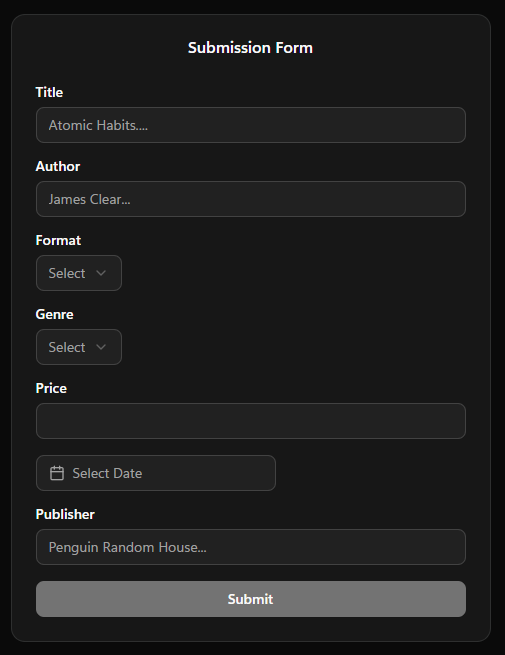 Submission Form
Title
Atomic Habits....
Author
James Clear...
Format
Select
Genre
Select
Price
Select Date
Publisher
Penguin Random House...
Submit